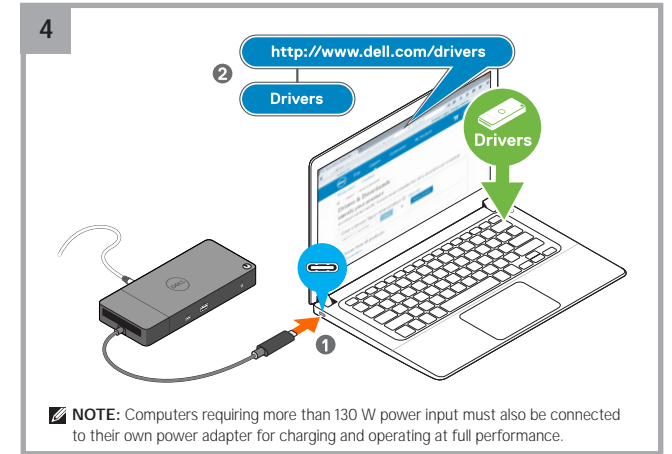 4
http://www.dell.com/drivers
2
Drivers
Drivers
DELL
1
NOTE: Computers requiring more than 130 W power input must also be connected
to their own power adapter for charging and operating at full performance.